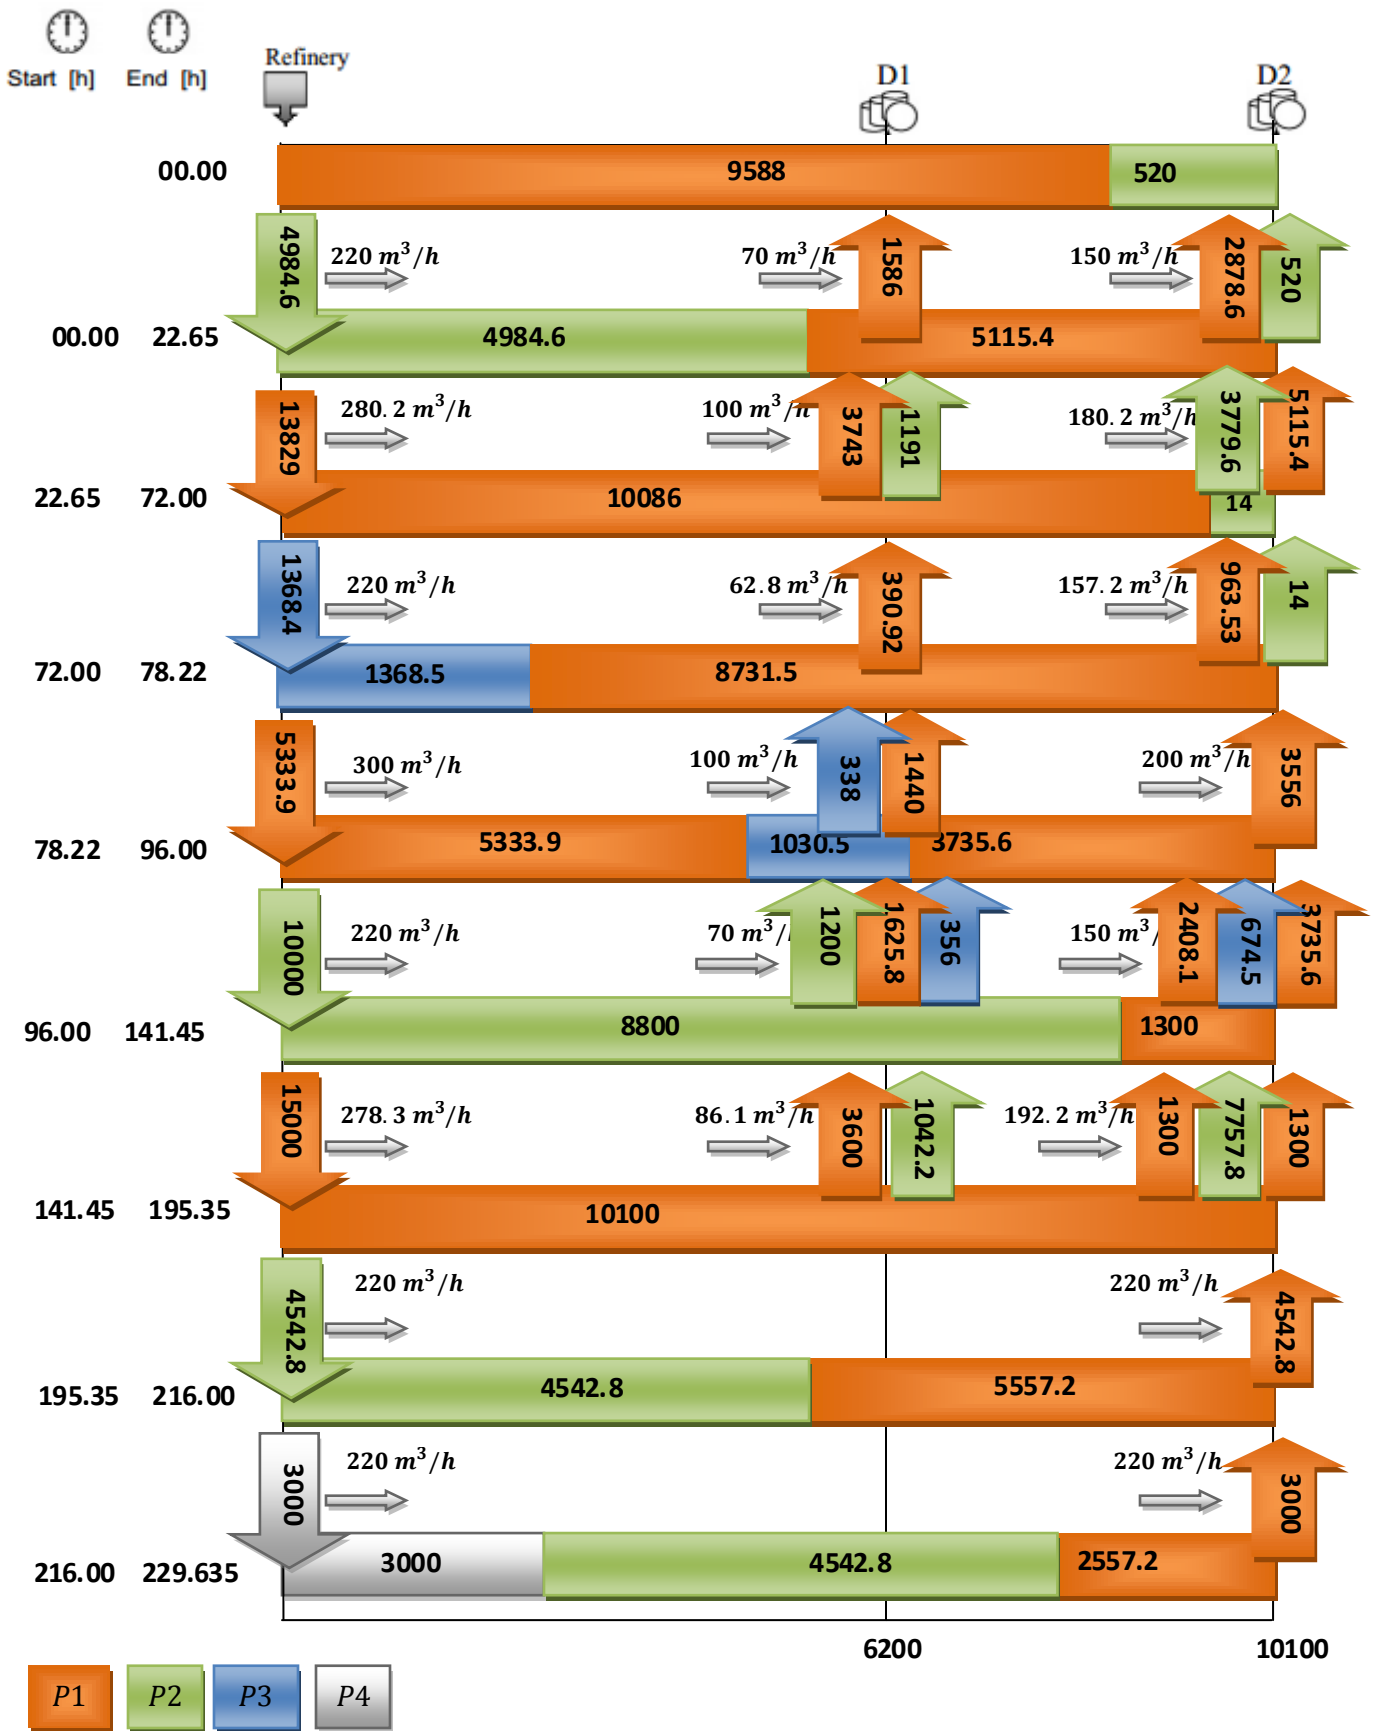 Start [h] End [h]
Refinery
D1
D2
00.00
9588 520
4984.6
220 m³/h
70 m³/h
1586
150 m³/h
2878.6
520
00.00 22.65
4984.6 5115.4
13829
280.2 m³/h
100 m³/h
3743
1191
180.2 m³/h
3779.6
5115.4
22.65 72.00
10086 14
1368.4
220 m³/h
62.8 m³/h
390.92
157.2 m³/h
963.53
14
72.00 78.22
1368.5 8731.5
5333.9
300 m³/h
100 m³/h
338
1440
200 m³/h
3556
78.22 96.00
5333.9 1030.5 3735.6
10000
220 m³/h
70 m³/
1200
1625.8
356
150 m³/
2408.1
674.5
3735.6
96.00 141.45
8800 1300
15000
278.3 m³/h
86.1 m³/h
3600
1042.2
192.2 m³/h
1300
7757.8
1300
141.45 195.35
10100
4542.8
220 m³/h
220 m³/h
4542.8
195.35 216.00
4542.8 5557.2
3000
220 m³/h
220 m³/h
3000
216.00 229.635
3000 4542.8 2557.2
6200 10100
P1 P2 P3 P4